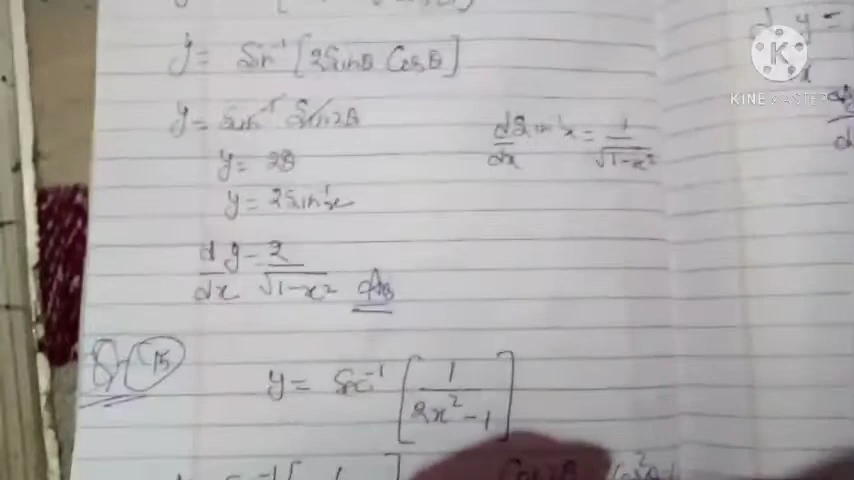 y = Sin⁻¹ [2Sinθ Cosθ]
y = Sin⁻¹ Sin2θ
y = 2θ
y = 2Sin⁻¹x
d/dx y = 2/√1-x² Ans
d/dx Sin⁻¹x = 1/√1-x²
Q-15
y = Sec⁻¹ [1/2x²-1]
KINEMASTER